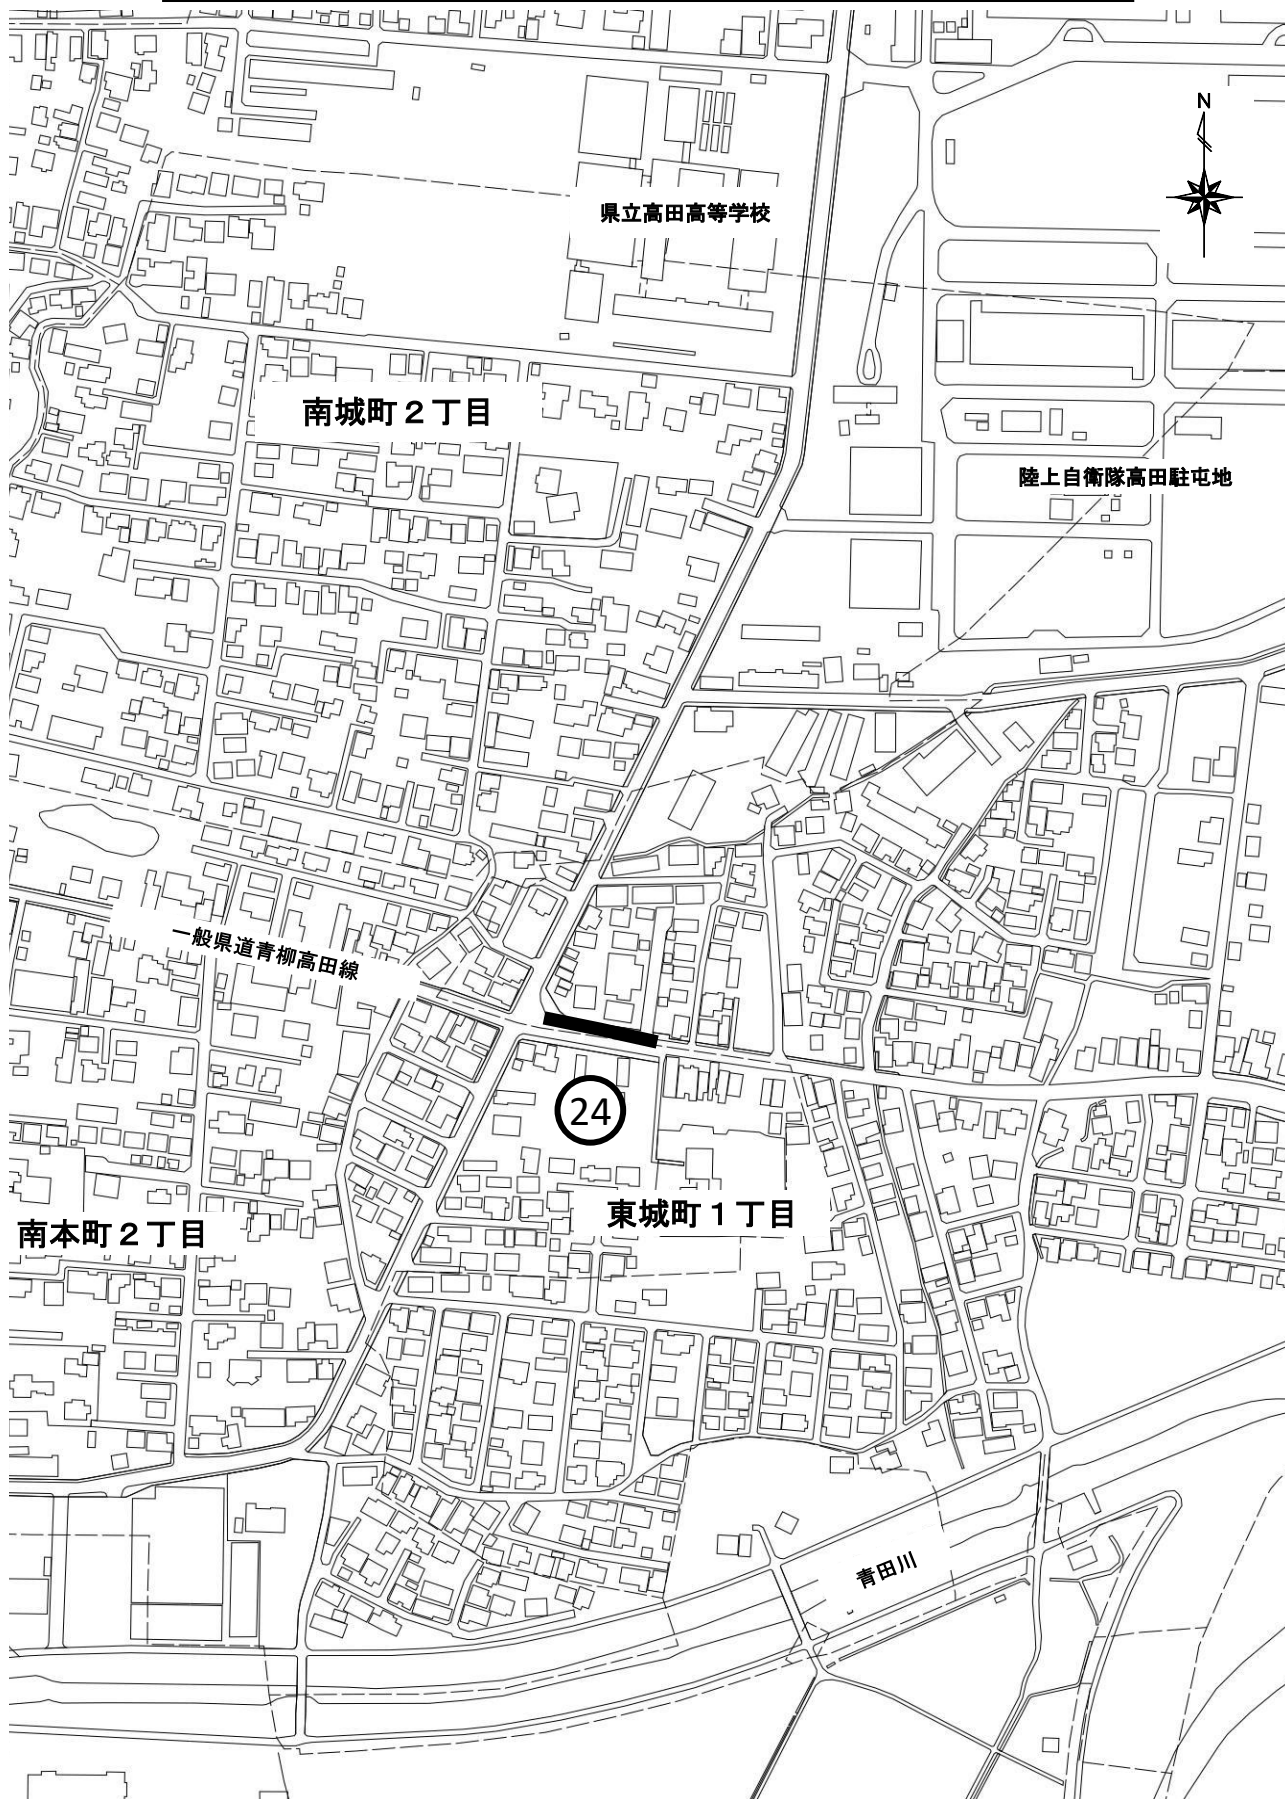 N
県立高田高等学校
南城町２丁目
陸上自衛隊高田駐屯地
一般県道青柳高田線
24
東城町１丁目
南本町２丁目
青田川